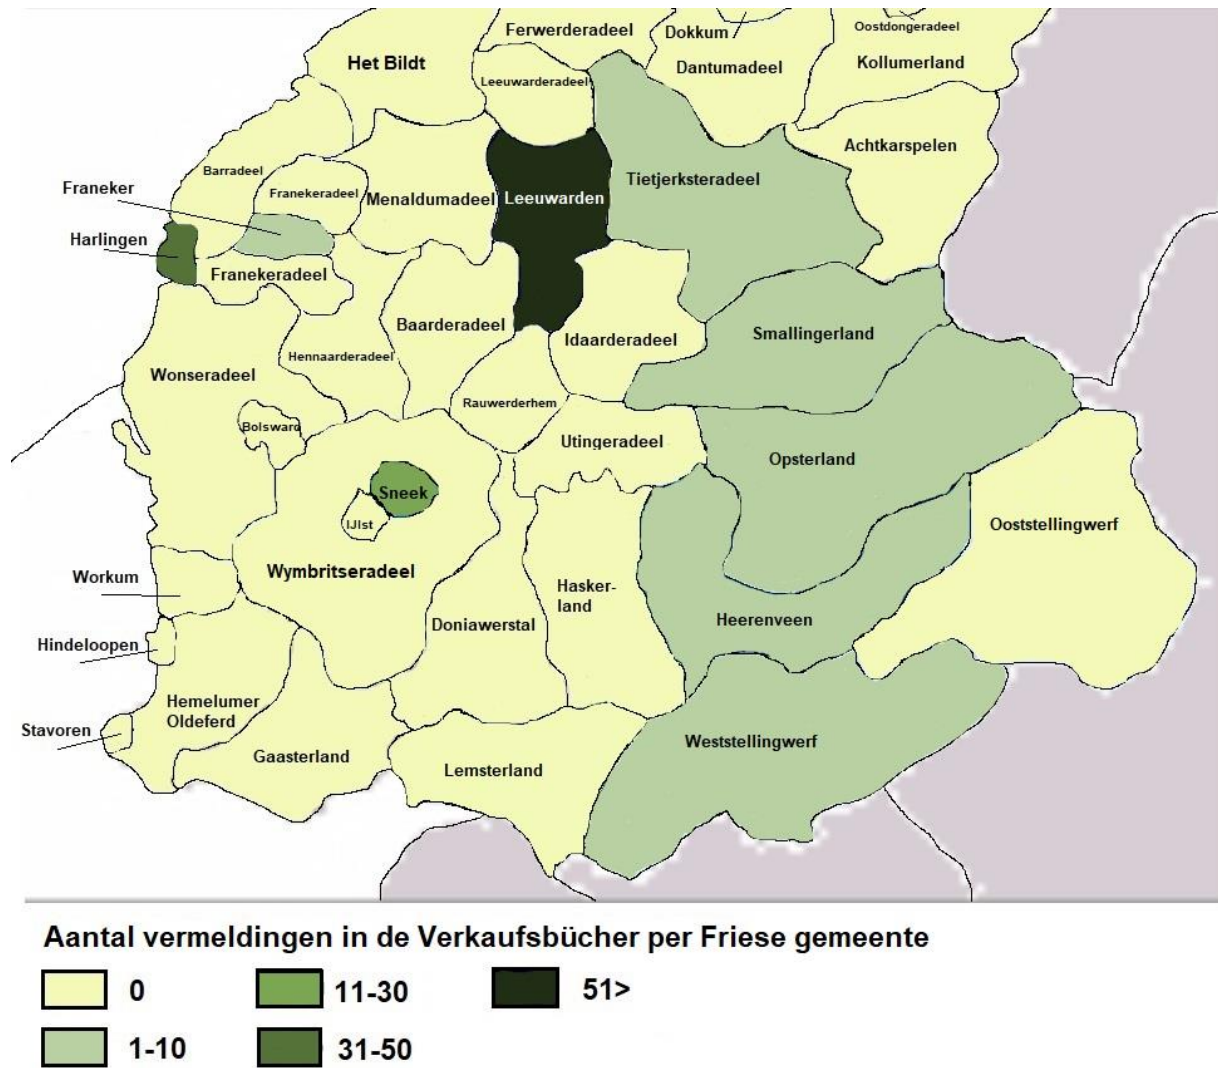 Ferwerderadeel
Dokkum
Oostdongeradeel
Het Bildt
Leeuwarderadeel
Dantumadeel
Kollumerland
Achtkarspelen
Barradeel
Franeker
Franekeradeel
Menaldumadeel
Leeuwarden
Tietjerksteradeel
Harlingen
Franekeradeel
Baarderadeel
Idaarderadeel
Smallingerland
Hennaarderadeel
Wonseradeel
Rauwerderhem
Bolsward
Utingeradeel
Opsterland
Sneek
IJlst
Ooststellingwerf
Workum
Wymbritseradeel
Hasker-
land
Doniawerstal
Heerenveen
Hindeloopen
Hemelumer
Oldeferd
Stavoren
Gaasterland
Lemsterland
Weststellingwerf
Aantal vermeldingen in de Verkaufsbücher per Friese gemeente
0
11-30
51>
1-10
31-50